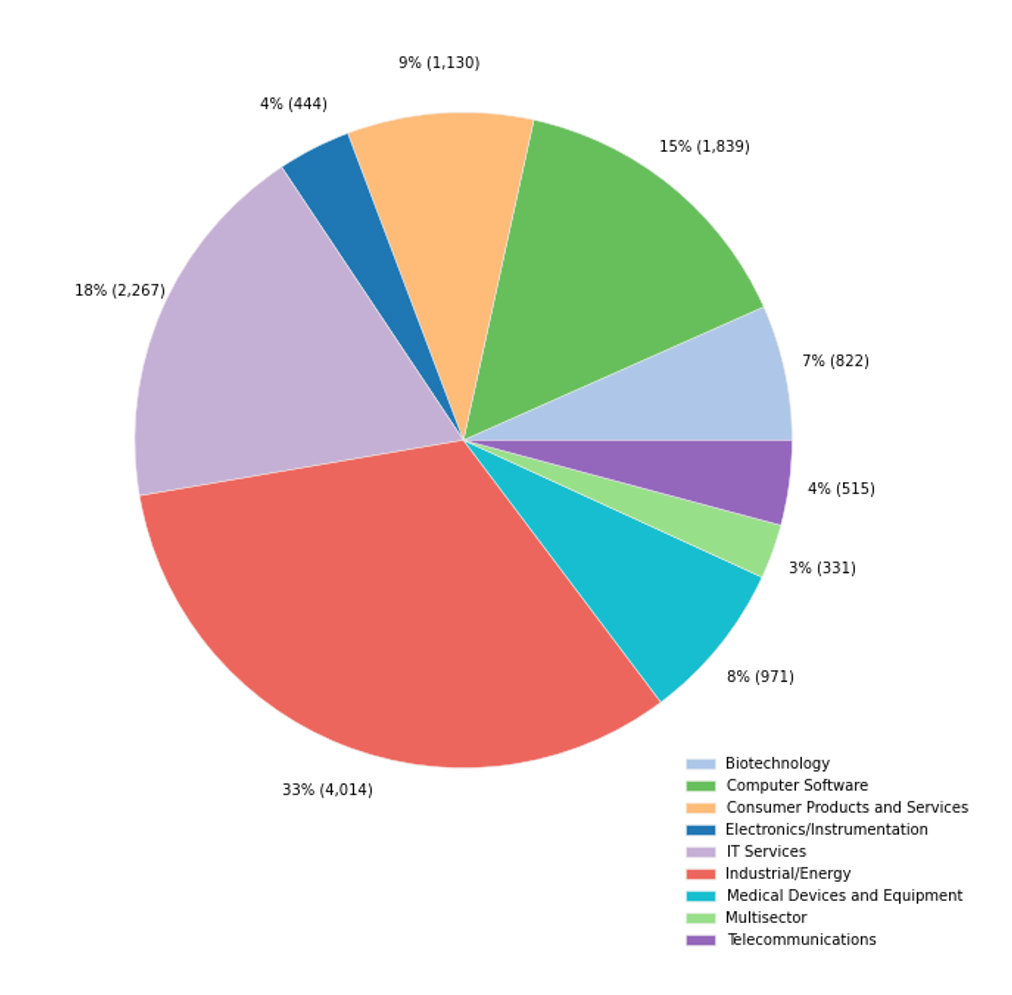 9% (1,130)
4% (444)
15% (1,839)
18% (2,267)
7% (822)
4% (515)
3% (331)
8% (971)
33% (4,014)
Biotechnology
Computer Software
Consumer Products and Services
Electronics/Instrumentation
IT Services
Industrial/Energy
Medical Devices and Equipment
Multisector
Telecommunications